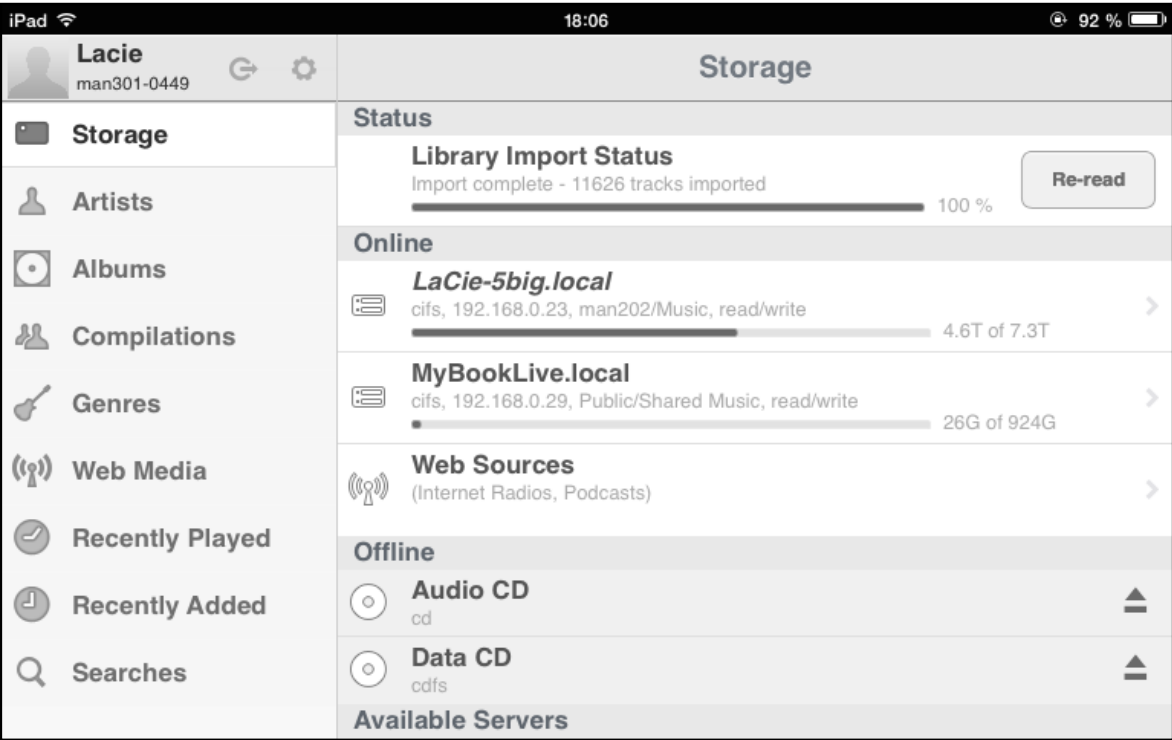 iPad 18:06 92 %
Lacie
man301-0449
Storage
Artists
Albums
Compilations
Genres
Web Media
Recently Played
Recently Added
Searches
Storage
Status
Library Import Status
Import complete - 11626 tracks imported
100 %
Re-read
Online
LaCie-5big.local
cifs, 192.168.0.23, man202/Music, read/write
4.6T of 7.3T
MyBookLive.local
cifs, 192.168.0.29, Public/Shared Music, read/write
26G of 924G
Web Sources
(Internet Radios, Podcasts)
Offline
Audio CD
cd
Data CD
cdfs
Available Servers